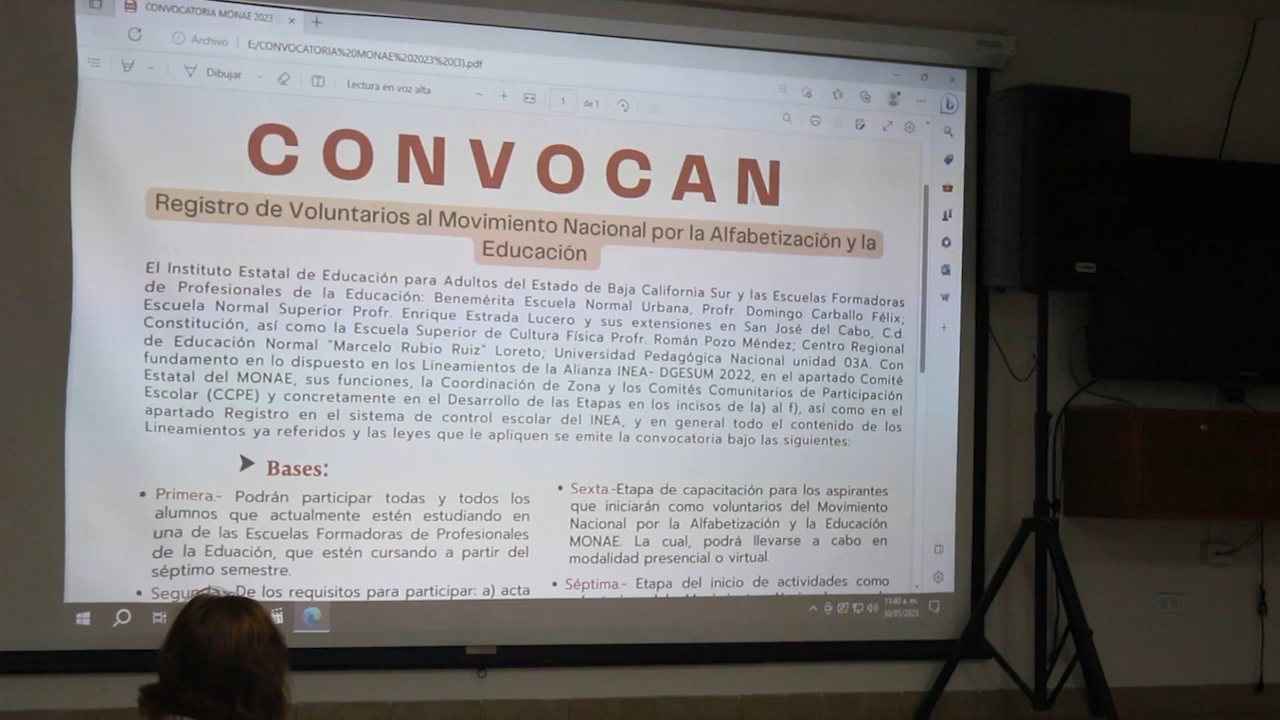 CONVOCATORIA MONAE 2023
Archivo
E:/CONVOCATORIA%20MONAE%202023%20(3).pdf
Dibujar
Lectura en voz alta
1 de 1
CONVOCAN
Registro de Voluntarios al Movimiento Nacional por la Alfabetización y la
Educación
El Instituto Estatal de Educación para Adultos del Estado de Baja California Sur y las Escuelas Formadoras
de Profesionales de la Educación: Benemérita Escuela Normal Urbana, Profr. Domingo Carballo Félix;
Escuela Normal Superior Profr. Enrique Estrada Lucero y sus extensiones en San José del Cabo, C.d.
Constitución, así como la Escuela Superior de Cultura Física Profr. Román Pozo Méndez; Centro Regional
de Educación Normal "Marcelo Rubio Ruiz" Loreto; Universidad Pedagógica Nacional unidad 03A. Con
fundamento en lo dispuesto en los Lineamientos de la Alianza INEA- DGESUM 2022, en el apartado Comité
Estatal del MONAE, sus funciones, la Coordinación de Zona y los Comités Comunitarios de Participación
Escolar (CCPE) y concretamente en el Desarrollo de las Etapas en los incisos de la) al f), así como en el
apartado Registro en el sistema de control escolar del INEA, y en general todo el contenido de los
Lineamientos ya referidos y las leyes que le apliquen se emite la convocatoria bajo las siguientes:
Bases:
• Primera.- Podrán participar todas y todos los
alumnos que actualmente estén estudiando en
una de las Escuelas Formadoras de Profesionales
de la Eduación, que estén cursando a partir del
séptimo semestre.
• Segunda.- De los requisitos para participar: a) acta
• Sexta.-Etapa de capacitación para los aspirantes
que iniciarán como voluntarios del Movimiento
Nacional por la Alfabetización y la Educación
MONAE. La cual, podrá llevarse a cabo en
modalidad presencial o virtual.
• Séptima.- Etapa del inicio de actividades como
11:40 a. m.
30/05/2023